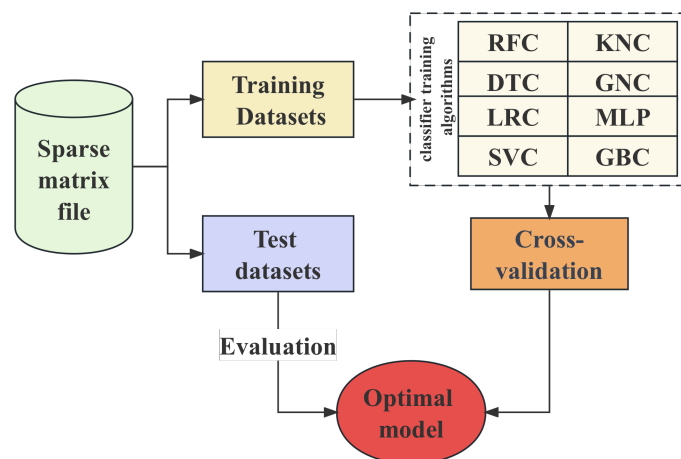 Sparse
matrix
file
Training
Datasets
classifier training
algorithms
RFC KNC
DTC GNC
LRC MLP
SVC GBC
Test
datasets
Cross-
validation
Evaluation
Optimal
model